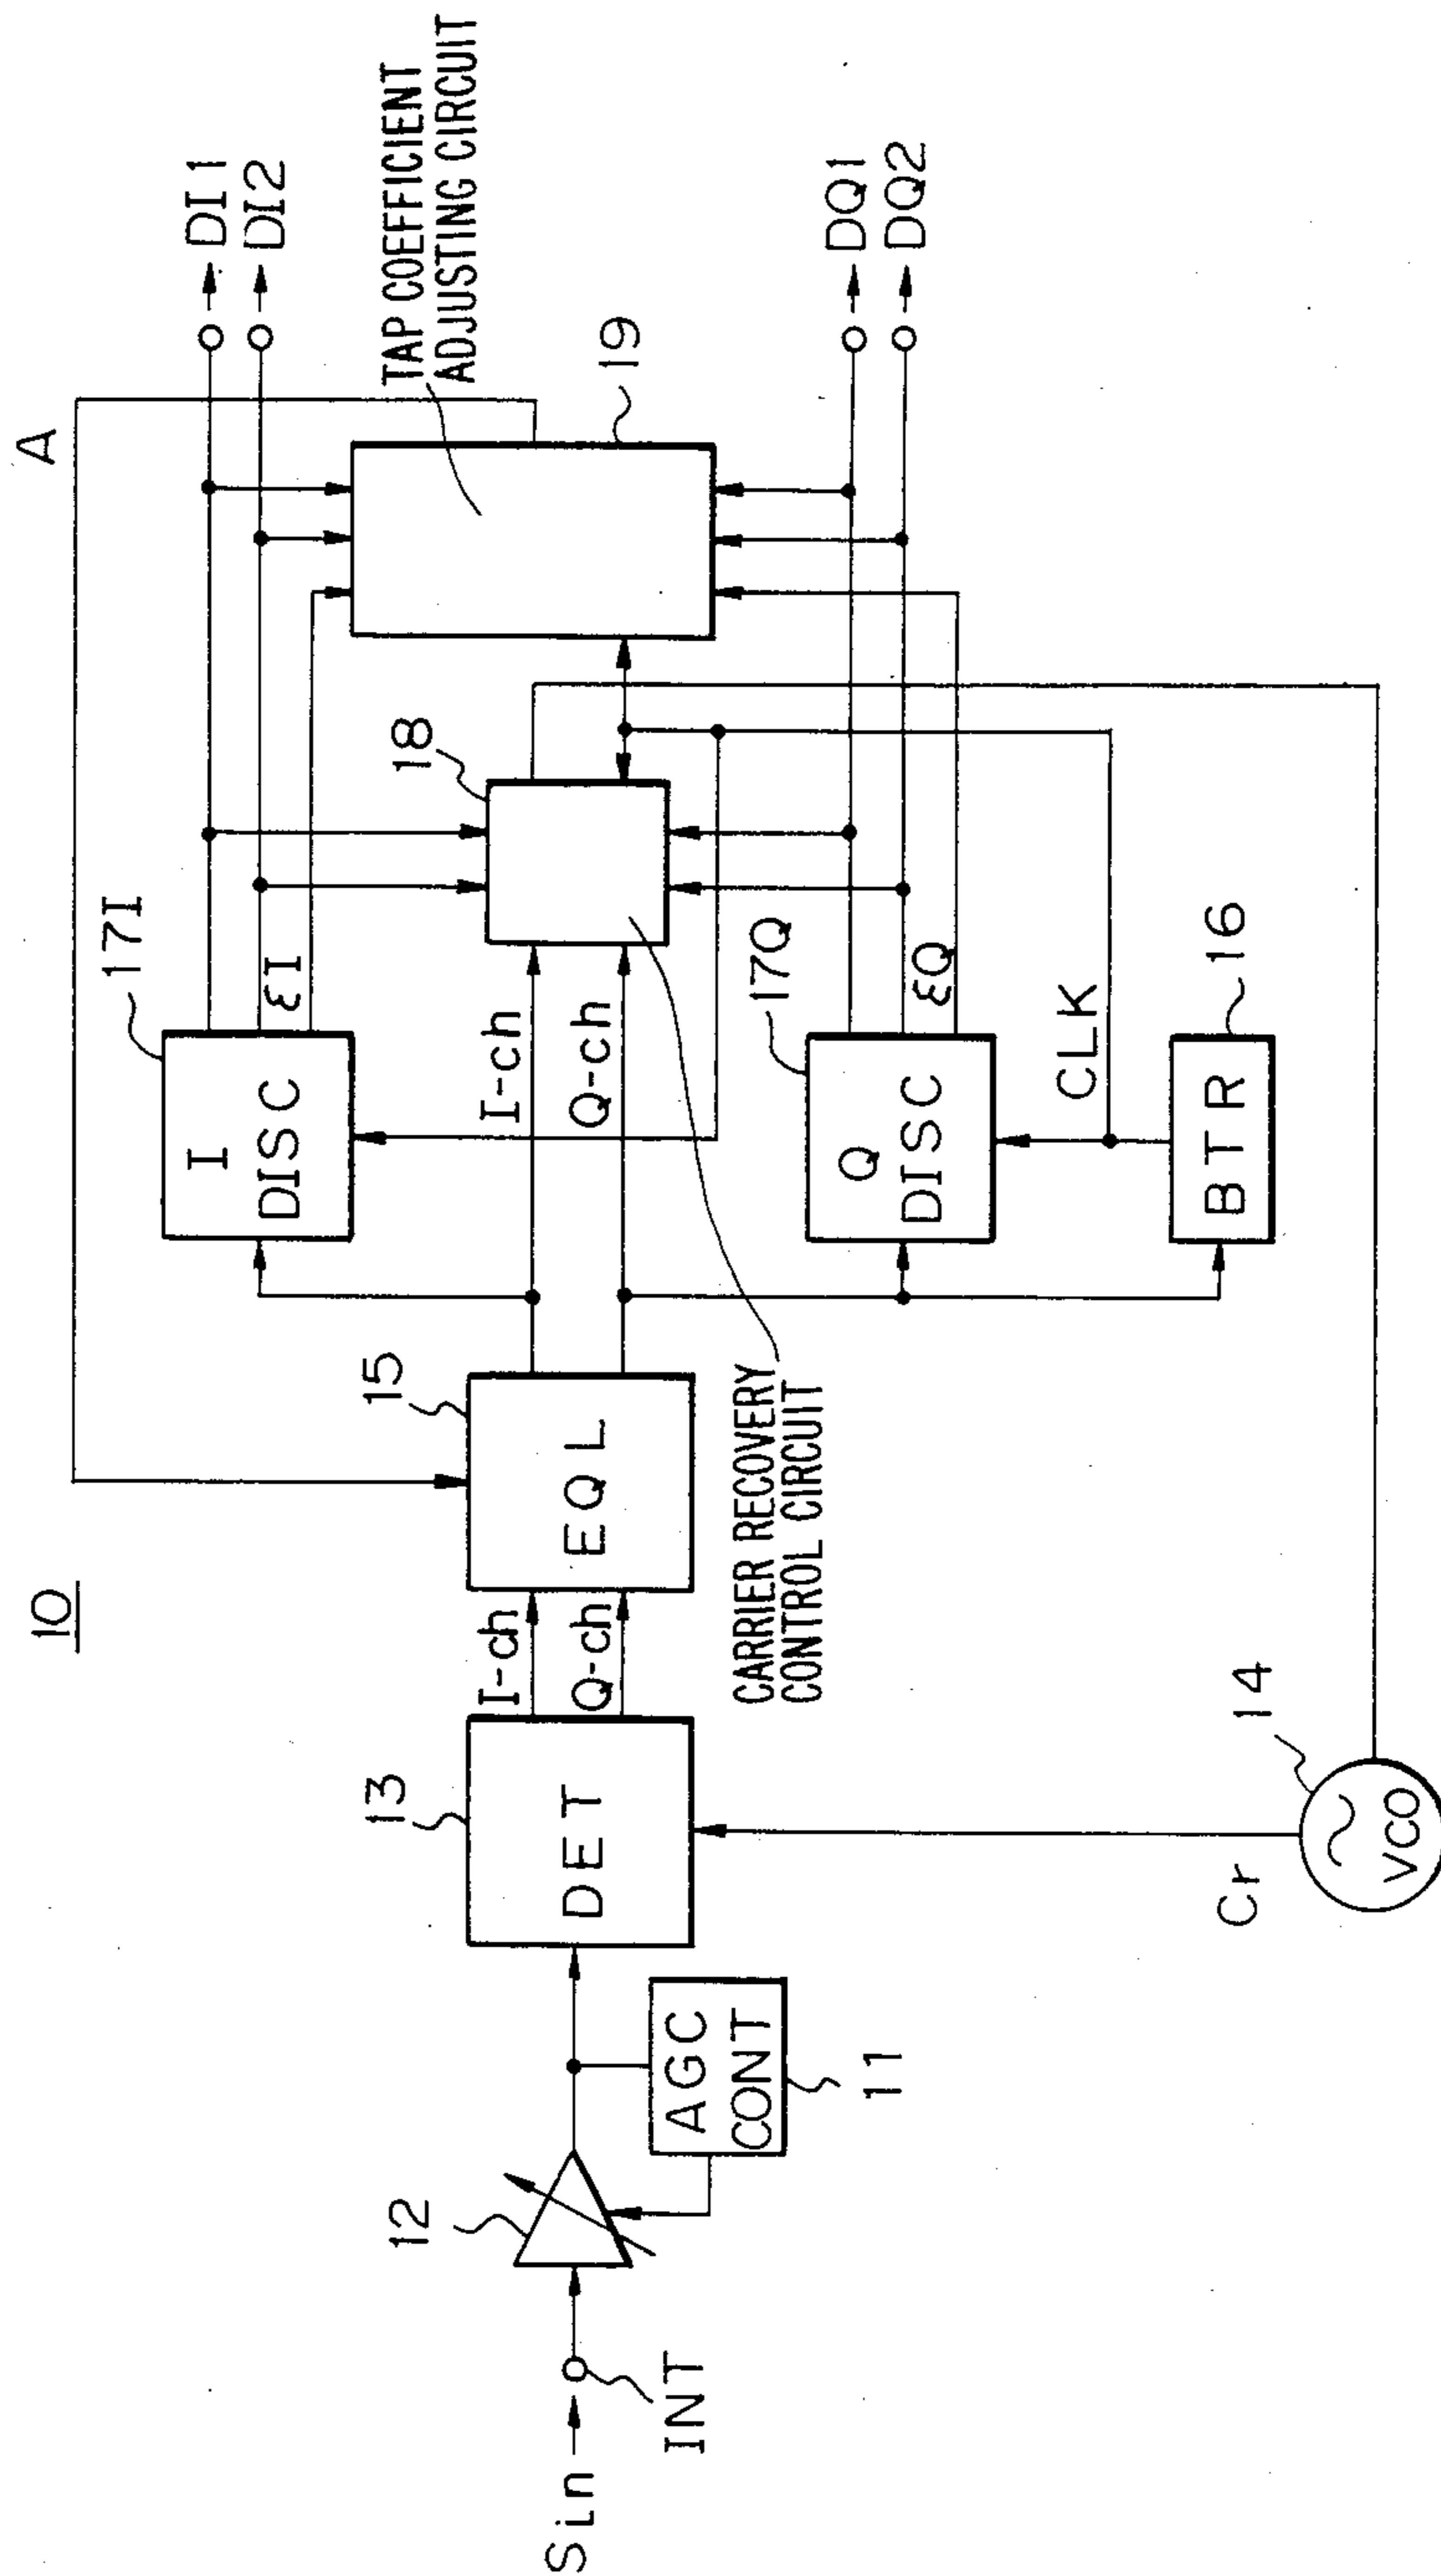 10
A
DI1
DI2
TAP COEFFICIENT
ADJUSTING CIRCUIT
19
17I
I
DISC
εI
18
15
EQL
I-ch
Q-ch
I-ch
Q-ch
13
DET
12
Sin
INT
AGC
CONT
11
CARRIER RECOVERY
CONTROL CIRCUIT
17Q
Q
DISC
εQ
DQ1
DQ2
CLK
16
BTR
Cr
14
VCO